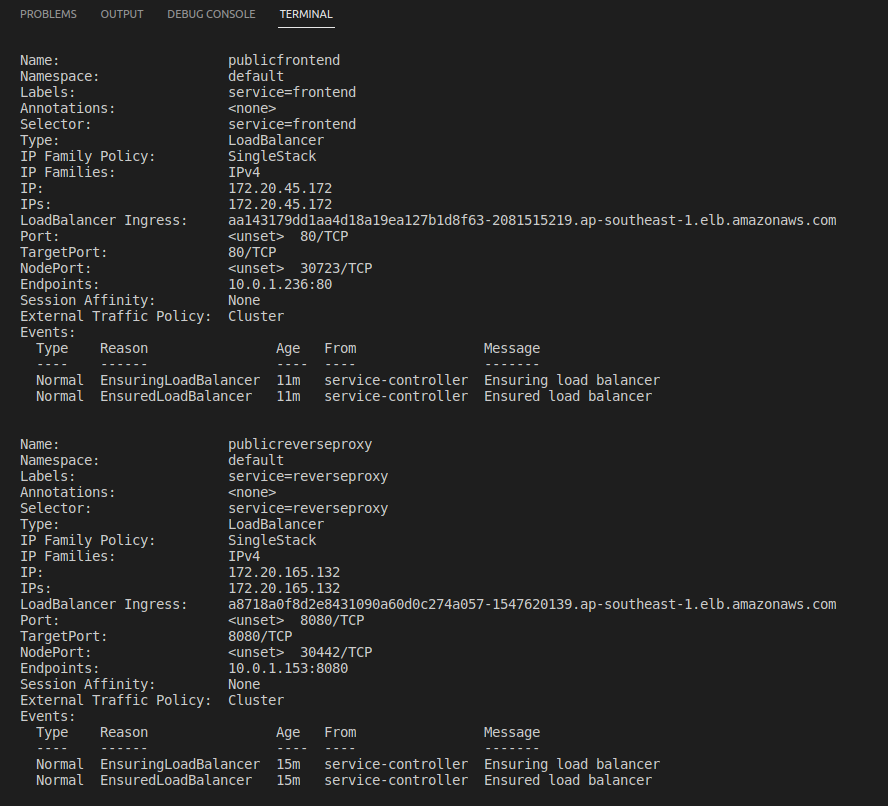 PROBLEMS OUTPUT DEBUG CONSOLE TERMINAL
Name: publicfrontend
Namespace: default
Labels: service=frontend
Annotations: <none>
Selector: service=frontend
Type: LoadBalancer
IP Family Policy: SingleStack
IP Families: IPv4
IP: 172.20.45.172
IPs: 172.20.45.172
LoadBalancer Ingress: aa143179dd1aa4d18a19ea127b1d8f63-2081515219.ap-southeast-1.elb.amazonaws.com
Port: <unset> 80/TCP
TargetPort: 80/TCP
NodePort: <unset> 30723/TCP
Endpoints: 10.0.1.236:80
Session Affinity: None
External Traffic Policy: Cluster
Events:
Type Reason Age From Message
---- ------ ---- ---- -------
Normal EnsuringLoadBalancer 11m service-controller Ensuring load balancer
Normal EnsuredLoadBalancer 11m service-controller Ensured load balancer
Name: publicreverseproxy
Namespace: default
Labels: service=reverseproxy
Annotations: <none>
Selector: service=reverseproxy
Type: LoadBalancer
IP Family Policy: SingleStack
IP Families: IPv4
IP: 172.20.165.132
IPs: 172.20.165.132
LoadBalancer Ingress: a8718a0f8d2e8431090a60d0c274a057-1547620139.ap-southeast-1.elb.amazonaws.com
Port: <unset> 8080/TCP
TargetPort: 8080/TCP
NodePort: <unset> 30442/TCP
Endpoints: 10.0.1.153:8080
Session Affinity: None
External Traffic Policy: Cluster
Events:
Type Reason Age From Message
---- ------ ---- ---- -------
Normal EnsuringLoadBalancer 15m service-controller Ensuring load balancer
Normal EnsuredLoadBalancer 15m service-controller Ensured load balancer